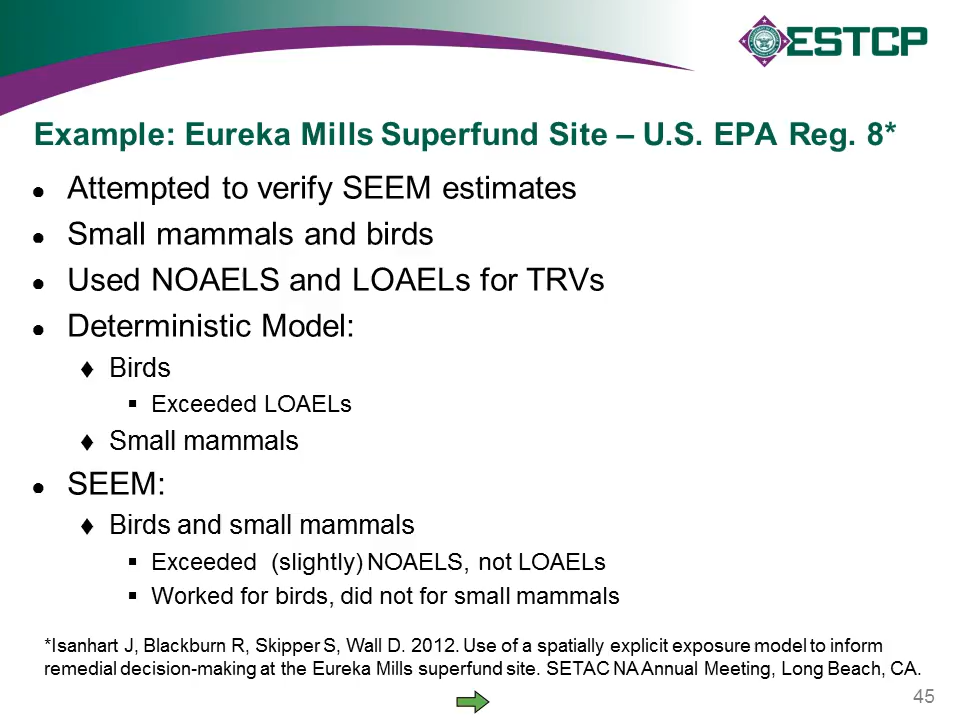 ESTCP
Example: Eureka Mills Superfund Site – U.S. EPA Reg. 8*
● Attempted to verify SEEM estimates
● Small mammals and birds
● Used NOAELS and LOAELs for TRVs
● Deterministic Model:
♦ Birds
▪ Exceeded LOAELs
♦ Small mammals
● SEEM:
♦ Birds and small mammals
▪ Exceeded (slightly) NOAELS, not LOAELs
▪ Worked for birds, did not for small mammals
*Isanhart J, Blackburn R, Skipper S, Wall D. 2012. Use of a spatially explicit exposure model to inform
remedial decision-making at the Eureka Mills superfund site. SETAC NA Annual Meeting, Long Beach, CA.
45